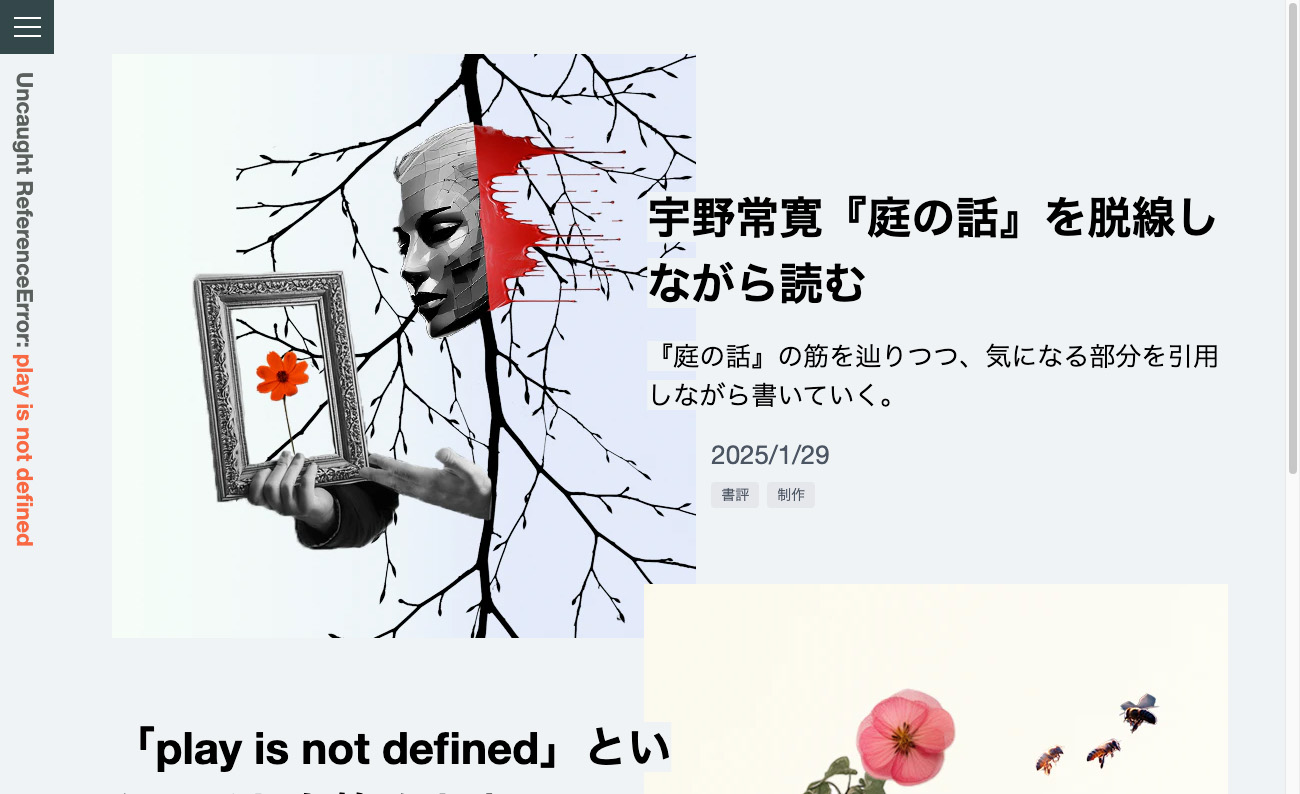 Uncaught ReferenceError: play is not defined
宇野常寛『庭の話』を脱線し
ながら読む
『庭の話』の筋を辿りつつ、気になる部分を引用
しながら書いていく。
2025/1/29
書評 制作
「play is not defined」とい